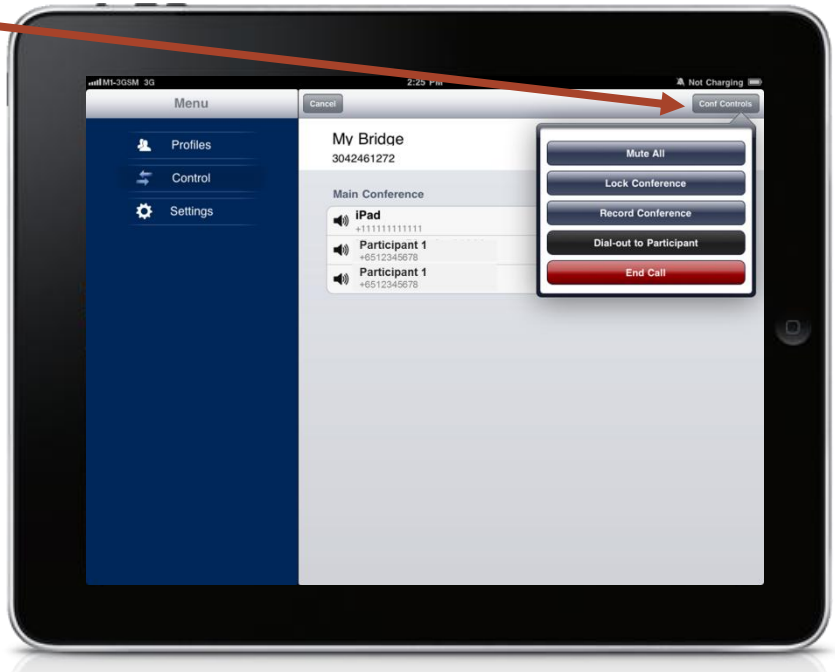 M1-3GSM 3G
2:25 PM
Not Charging
Menu
Cancel
Conf Controls
Profiles
Control
Settings
My Bridge
3042461272
Main Conference
iPad
+111111111111
Participant 1
+6512345678
Participant 1
+6512345678
Mute All
Lock Conference
Record Conference
Dial-out to Participant
End Call